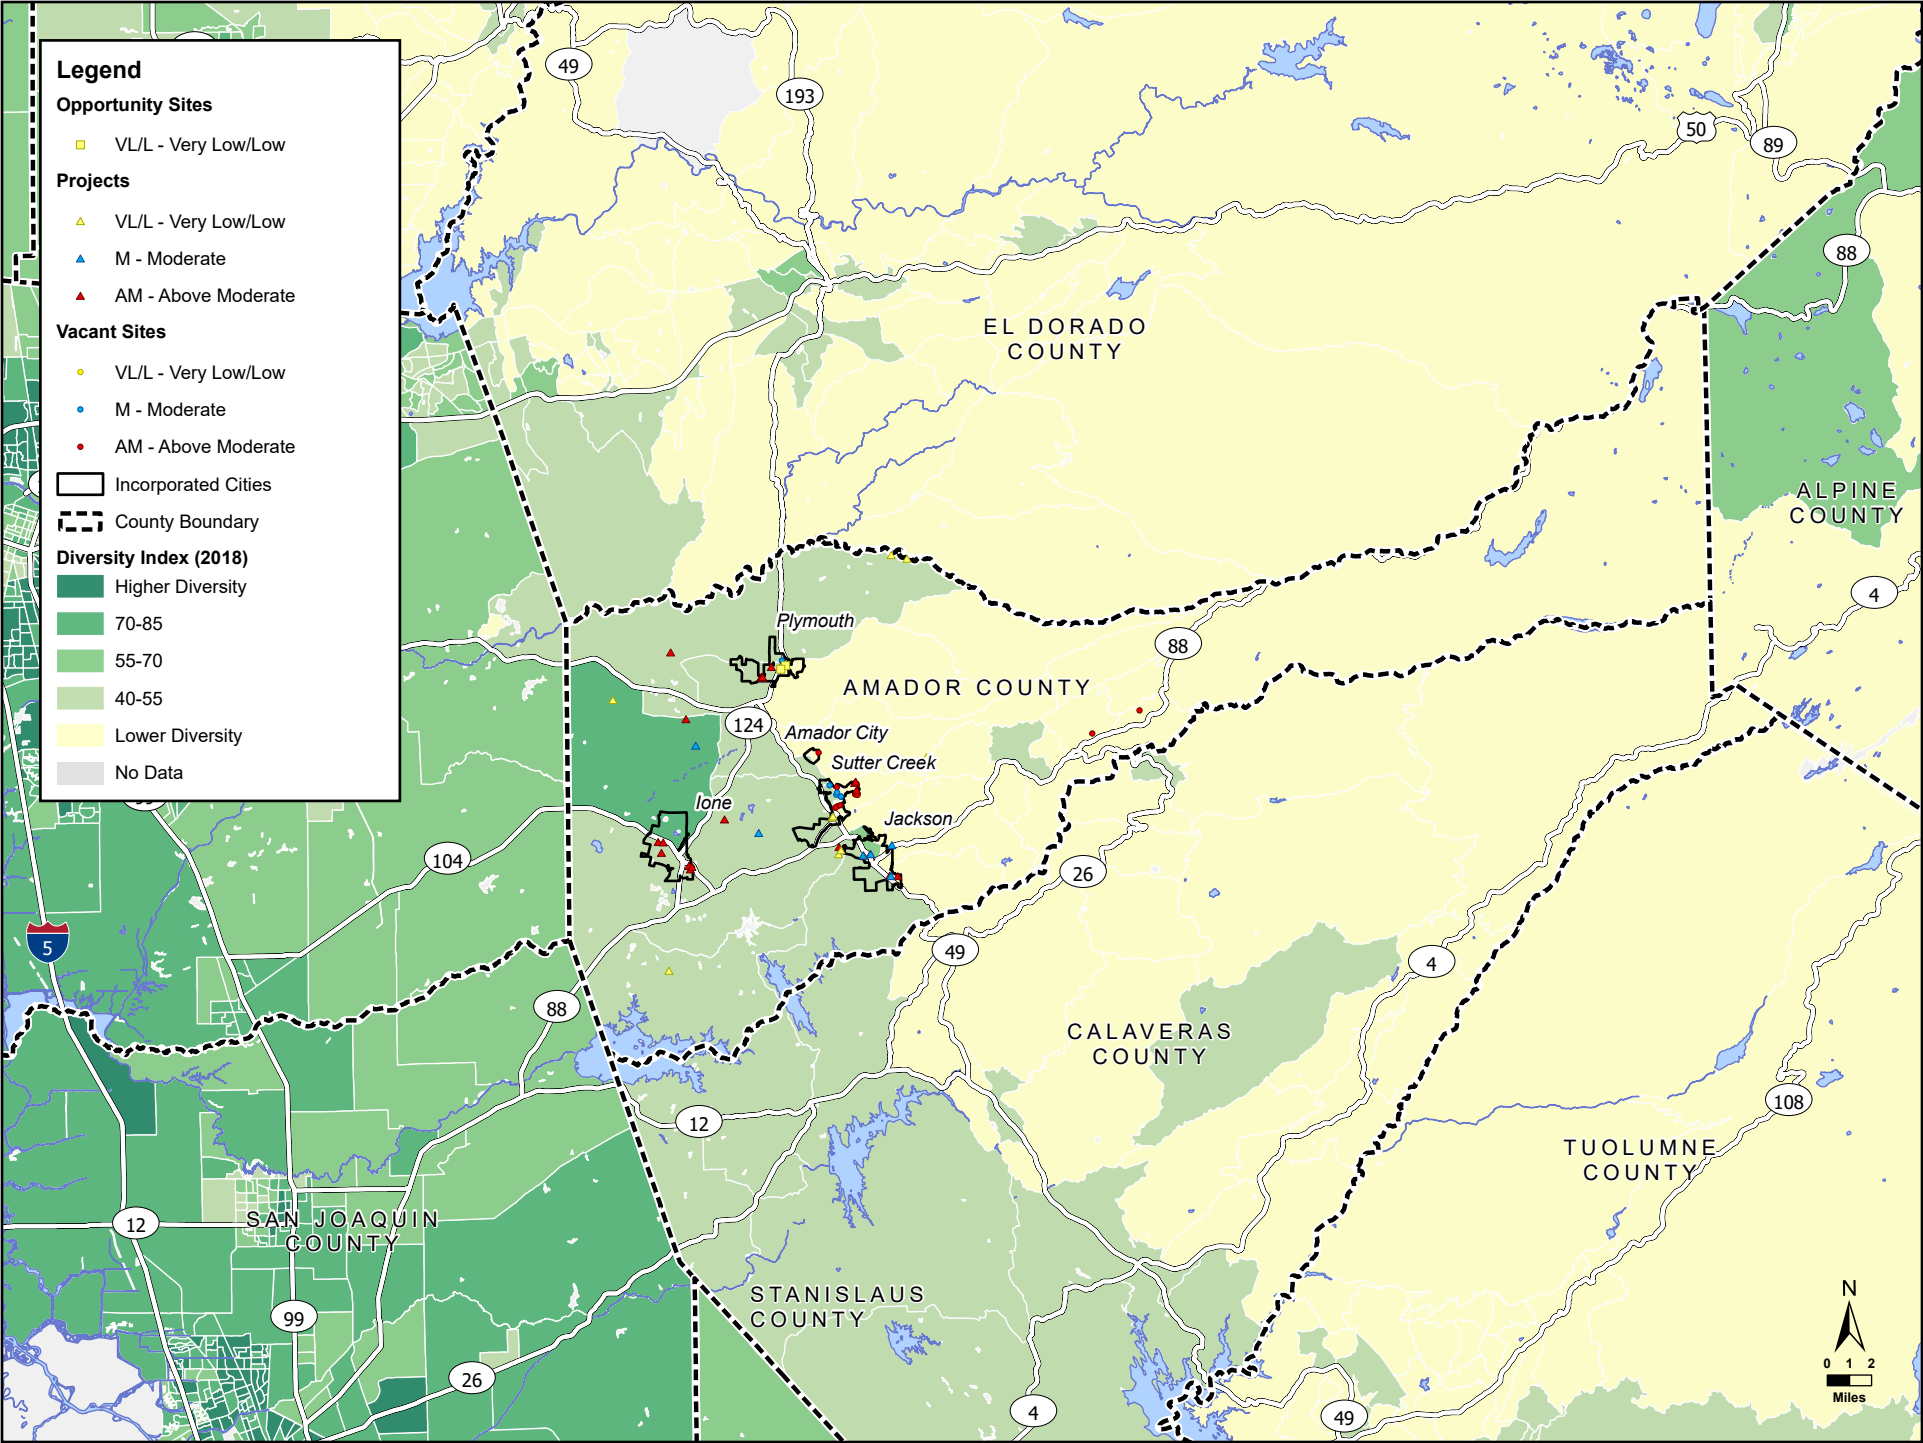 Legend
Opportunity Sites
VL/L - Very Low/Low
Projects
VL/L - Very Low/Low
M - Moderate
AM - Above Moderate
Vacant Sites
VL/L - Very Low/Low
M - Moderate
AM - Above Moderate
Incorporated Cities
County Boundary
Diversity Index (2018)
Higher Diversity
70-85
55-70
40-55
Lower Diversity
No Data
49
193
50
89
88
EL DORADO
COUNTY
ALPINE
COUNTY
4
Plymouth
88
AMADOR COUNTY
124
Amador City
Sutter Creek
Ione
Jackson
104
26
5
49
4
88
CALAVERAS
COUNTY
12
108
TUOLUMNE
COUNTY
12
SAN JOAQUIN
COUNTY
STANISLAUS
COUNTY
99
26
4
49
N
0 1 2
Miles